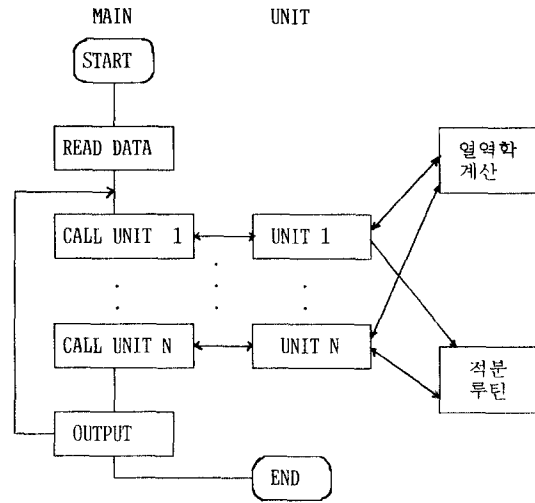 MAIN UNIT
START
READ DATA
열역학
계산
CALL UNIT 1
UNIT 1
CALL UNIT N
UNIT N
적분
루틴
OUTPUT
END